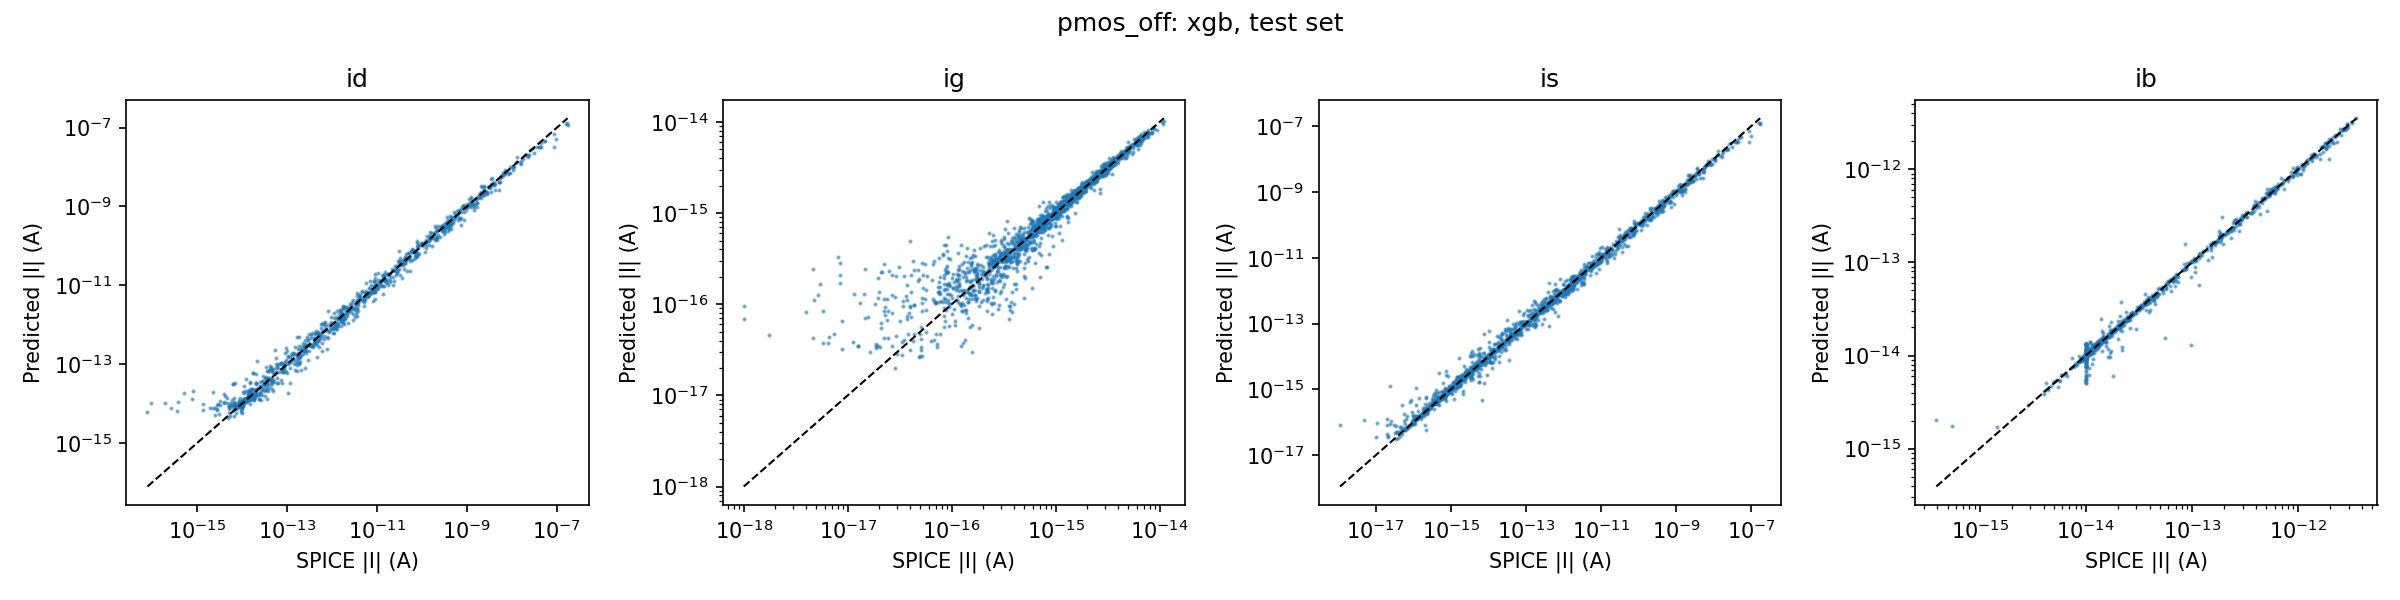 pmos_off: xgb, test set
id
Predicted |I| (A)
10⁻⁷
10⁻⁹
10⁻¹¹
10⁻¹³
10⁻¹⁵
10⁻¹⁵ 10⁻¹³ 10⁻¹¹ 10⁻⁹ 10⁻⁷
SPICE |I| (A)
ig
Predicted |I| (A)
10⁻¹⁴
10⁻¹⁵
10⁻¹⁶
10⁻¹⁷
10⁻¹⁸
10⁻¹⁸ 10⁻¹⁷ 10⁻¹⁶ 10⁻¹⁵ 10⁻¹⁴
SPICE |I| (A)
is
Predicted |I| (A)
10⁻⁷
10⁻⁹
10⁻¹¹
10⁻¹³
10⁻¹⁵
10⁻¹⁷
10⁻¹⁷ 10⁻¹⁵ 10⁻¹³ 10⁻¹¹ 10⁻⁹ 10⁻⁷
SPICE |I| (A)
ib
Predicted |I| (A)
10⁻¹²
10⁻¹³
10⁻¹⁴
10⁻¹⁵
10⁻¹⁵ 10⁻¹⁴ 10⁻¹³ 10⁻¹²
SPICE |I| (A)